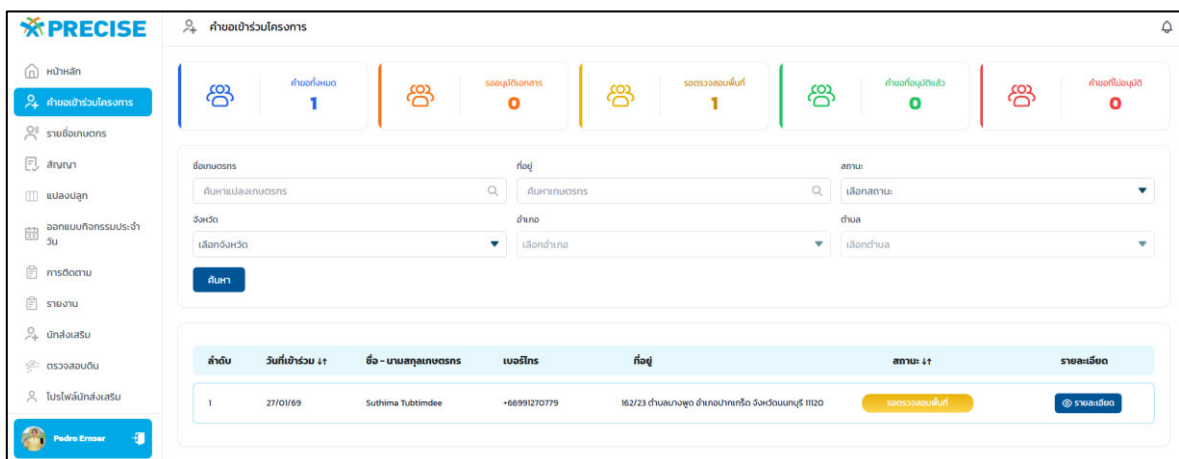 PRECISE
คำขอเข้าร่วมโครงการ
หน้าหลัก
คำขอเข้าร่วมโครงการ
รายชื่อเกษตกร
สัญญา
แปลงปลูก
ออกแบบกิจกรรมประจำ
วัน
การติดตาม
รายงาน
นักส่งเสริม
ตรวจสอบดิน
โปรไฟล์นักส่งเสริม
Pedro Ernser
คำขอทั้งหมด
1
รออนุมัติเอกสาร
0
รอตรวจสอบพื้นที่
1
คำขอที่อนุมัติแล้ว
0
คำขอที่ไม่อนุมัติ
0
ชื่อเกษตรกร
ที่อยู่
สถานะ
ค้นหาแปลงเกษตรกร
ค้นหาเกษตรกร
เลือกสถานะ
จังหวัด
อำเภอ
ตำบล
เลือกจังหวัด
เลือกอำเภอ
เลือกตำบล
ค้นหา
ลำดับ วันที่เข้าร่วม ↓↑ ชื่อ - นามสกุลเกษตรกร เบอร์โทร ที่อยู่ สถานะ ↓↑ รายละเอียด
1 27/01/69 Suthima Tubtimdee +66991270779 162/23 ตำบลบางพูด อำเภอปากเกร็ด จังหวัดนนทบุรี 11120 รอตรวจสอบพื้นที่ รายละเอียด